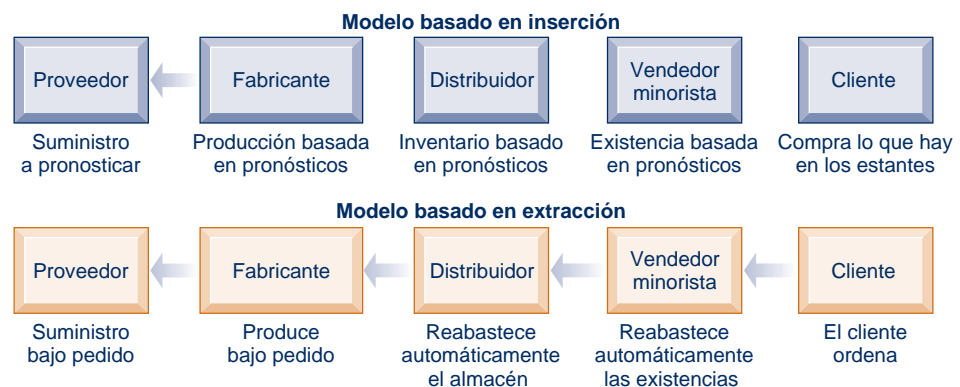 Modelo basado en inserción
Proveedor
Fabricante
Distribuidor
Vendedor
minorista
Cliente
Suministro
a pronosticar
Producción basada
en pronósticos
Inventario basado
en pronósticos
Existencia basada
en pronósticos
Compra lo que hay
en los estantes
Modelo basado en extracción
Proveedor
Fabricante
Distribuidor
Vendedor
minorista
Cliente
Suministro
bajo pedido
Produce
bajo pedido
Reabastece
automáticamente
el almacén
Reabastece
automáticamente
las existencias
El cliente
ordena